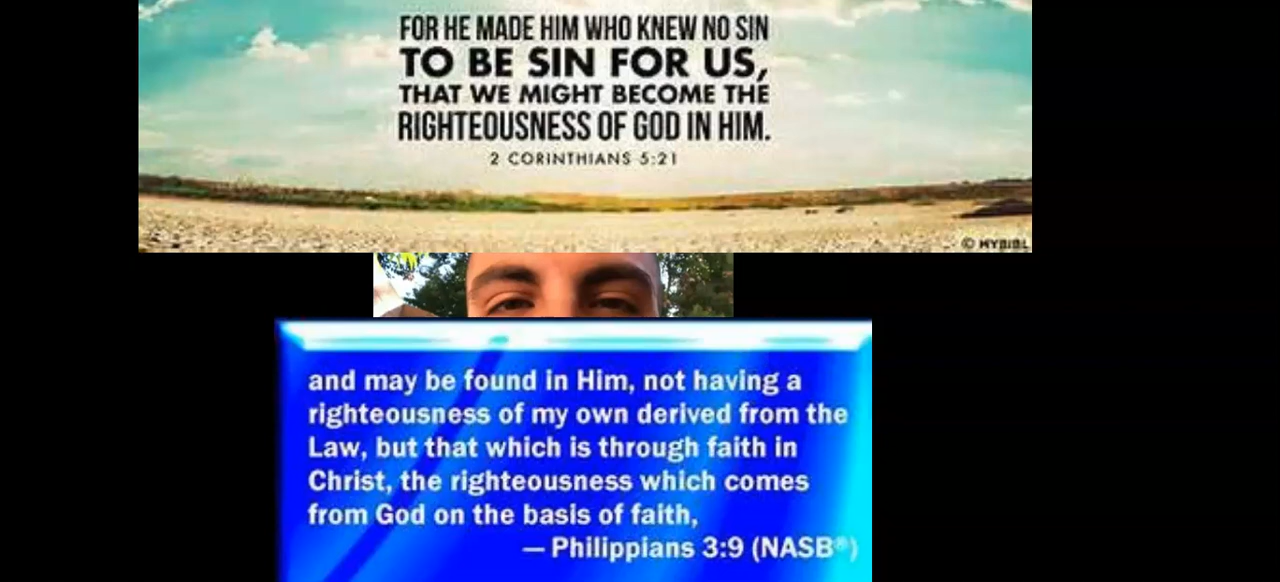 FOR HE MADE HIM WHO KNEW NO SIN
TO BE SIN FOR US,
THAT WE MIGHT BECOME THE
RIGHTEOUSNESS OF GOD IN HIM.
2 CORINTHIANS 5:21
© MYBIBL
and may be found in Him, not having a
righteousness of my own derived from the
Law, but that which is through faith in
Christ, the righteousness which comes
from God on the basis of faith,
— Philippians 3:9 (NASB®)